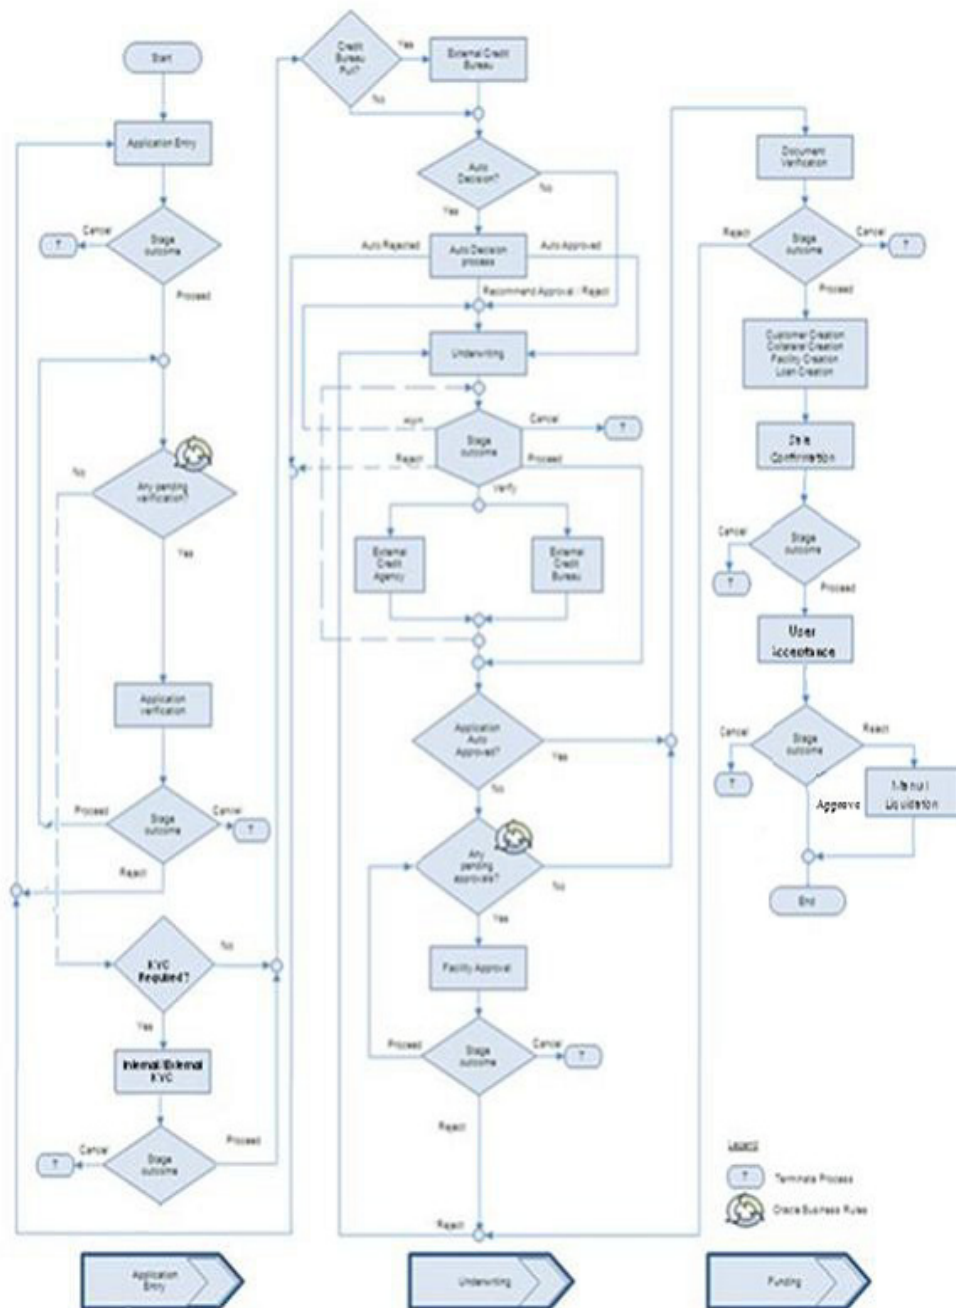 Start
Application Entry
Cancel
T
Stage
outcome
Proceed
No
Any pending
verification?
Yes
Application
verification
Proceed
Stage
outcome
Cancel
T
Reject
KYC
Required?
No
Yes
Internal/External
KYC
Cancel
T
Stage
outcome
Proceed
Credit
Bureau
Pull?
Yes
External Credit
Bureau
No
Auto
Decision?
No
Yes
Auto Rejected
Auto Decision
process
Auto Approved
Recommend Approval / Reject
Underwriting
Cancel
T
Stage
outcome
Reject
Proceed
Verify
External
Credit
Agency
External
Credit
Bureau
Application
Auto
Approved?
Yes
No
Any
pending
approvals?
No
Yes
Facility Approval
Proceed
Stage
outcome
Cancel
T
Reject
Reject
Document
Verification
Reject
Stage
outcome
Cancel
T
Proceed
Customer Creation
Collateral Creation
Facility Creation
Loan Creation
Sale
Confirmation
Cancel
T
Stage
outcome
Proceed
User
Acceptance
Cancel
T
Stage
outcome
Reject
Approve
Liquidation
End
Legend
T
Terminate Process
Oracle Business Rules
Application
Entry
Underwriting
Funding